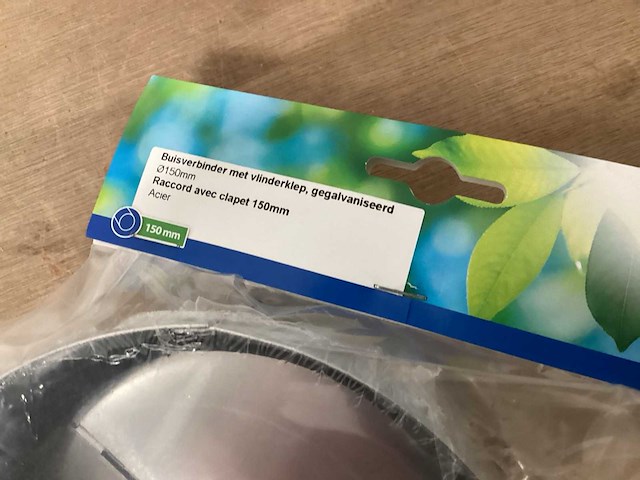 Buisverbinder met vlinderklep, gegalvaniseerd
Ø150mm
Raccord avec clapet 150mm
Acier
150 mm